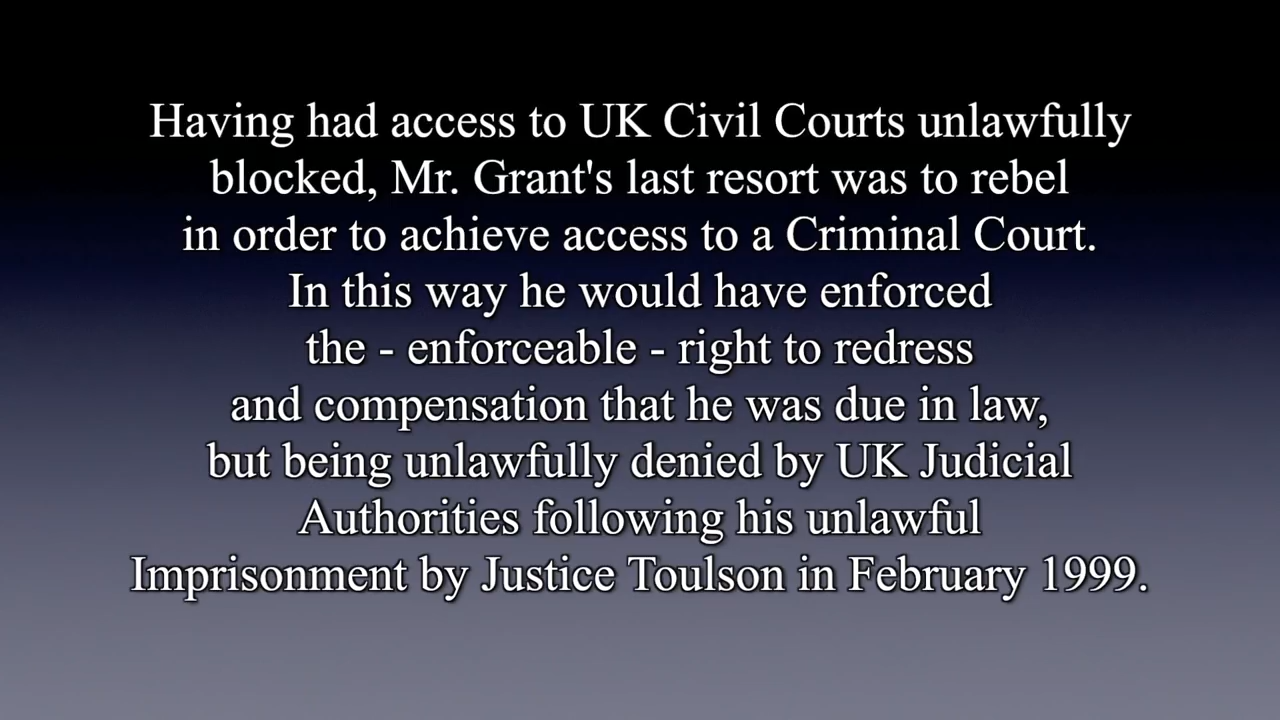 Having had access to UK Civil Courts unlawfully
blocked, Mr. Grant's last resort was to rebel
in order to achieve access to a Criminal Court.
In this way he would have enforced
the - enforceable - right to redress
and compensation that he was due in law,
but being unlawfully denied by UK Judicial
Authorities following his unlawful
Imprisonment by Justice Toulson in February 1999.